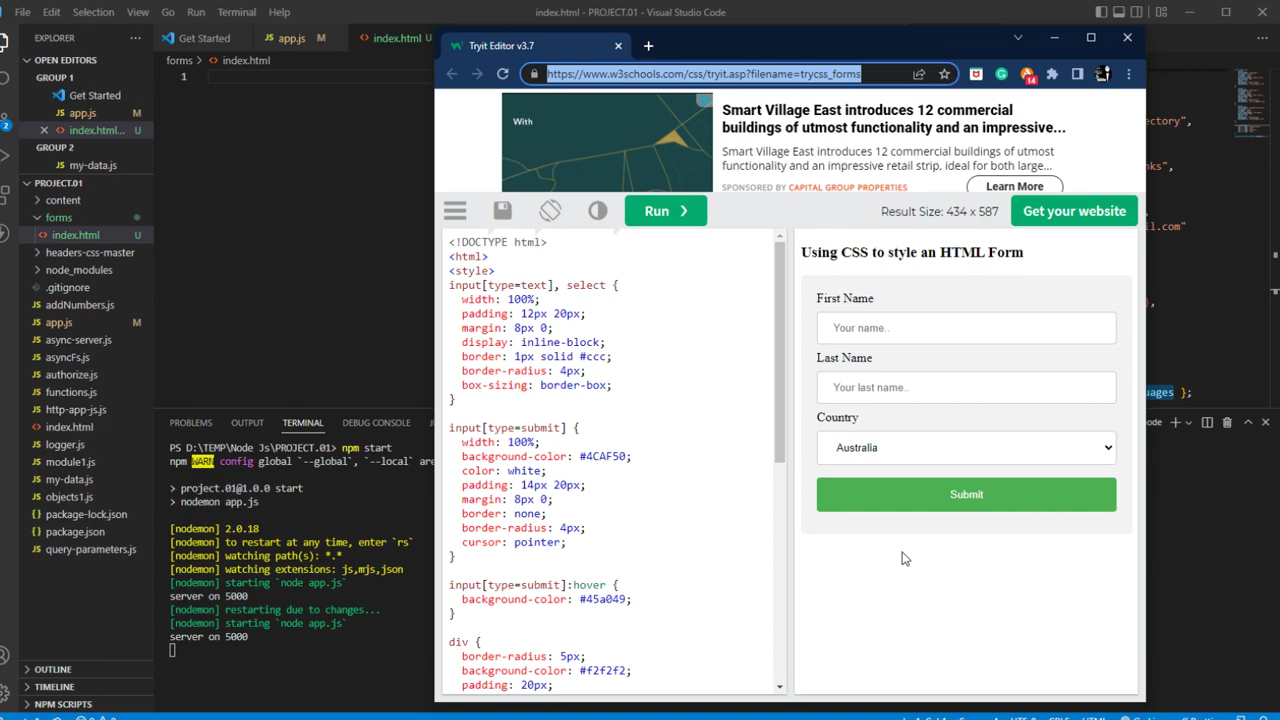 File Edit Selection View Go Run Terminal Help
index.html - PROJECT.01 - Visual Studio Code
EXPLORER
OPEN EDITORS
GROUP 1
Get Started
app.js M
index.html... U
GROUP 2
my-data.js
PROJECT.01
content
forms
index.html U
headers-css-master
node_modules
.gitignore
addNumbers.js
app.js M
async-server.js
asyncFs.js
authorize.js
functions.js
http-app-js.js
index.html
logger.js
module1.js
my-data.js
objects1.js
package-lock.json
package.json
query-parameters.js
OUTLINE
TIMELINE
NPM SCRIPTS
2
Get Started
app.js M
index.html U
forms > index.html
1
PROBLEMS OUTPUT TERMINAL DEBUG CONSOLE
PS D:\TEMP\Node Js\PROJECT.01> npm start
npm WARN config global `--global`, `--local` are
> project.01@1.0.0 start
> nodemon app.js
[nodemon] 2.0.18
[nodemon] to restart at any time, enter `rs`
[nodemon] watching path(s): *.*
[nodemon] watching extensions: js,mjs,json
[nodemon] starting `node app.js`
server on 5000
[nodemon] restarting due to changes...
[nodemon] starting `node app.js`
server on 5000
Tryit Editor v3.7
https://www.w3schools.com/css/tryit.asp?filename=trycss_forms
14
With
Smart Village East introduces 12 commercial
buildings of utmost functionality and an impressive...
Smart Village East introduces 12 commercial buildings of utmost
functionality and an impressive retail strip, ideal for both large...
SPONSORED BY CAPITAL GROUP PROPERTIES
Learn More
Run
Result Size: 434 x 587
Get your website
<!DOCTYPE html>
<html>
<style>
input[type=text], select {
width: 100%;
padding: 12px 20px;
margin: 8px 0;
display: inline-block;
border: 1px solid #ccc;
border-radius: 4px;
box-sizing: border-box;
}
input[type=submit] {
width: 100%;
background-color: #4CAF50;
color: white;
padding: 14px 20px;
margin: 8px 0;
border: none;
border-radius: 4px;
cursor: pointer;
}
input[type=submit]:hover {
background-color: #45a049;
}
div {
border-radius: 5px;
background-color: #f2f2f2;
padding: 20px;
Using CSS to style an HTML Form
First Name
Your name..
Last Name
Your last name..
Country
Australia
Submit
ectory",
nks",
il.com"
},
uages };
node